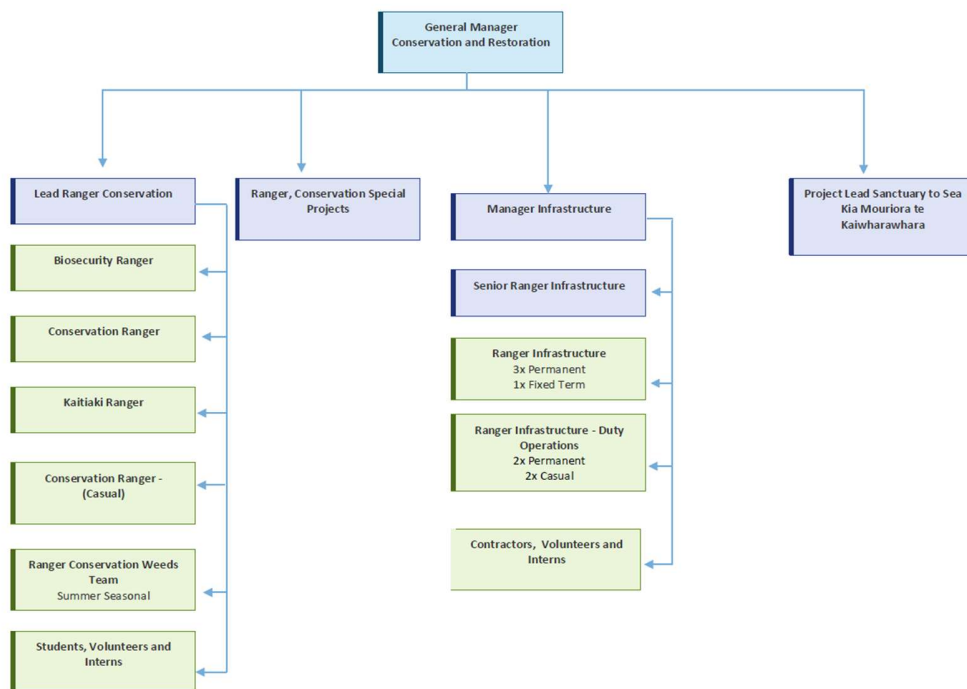 General Manager
Conservation and Restoration
Lead Ranger Conservation
Ranger, Conservation Special
Projects
Manager Infrastructure
Project Lead Sanctuary to Sea
Kia Mouriora te
Kaiwharawhara
Biosecurity Ranger
Conservation Ranger
Kaitiaki Ranger
Conservation Ranger -
(Casual)
Ranger Conservation Weeds
Team
Summer Seasonal
Students, Volunteers and
Interns
Senior Ranger Infrastructure
Ranger Infrastructure
3x Permanent
1x Fixed Term
Ranger Infrastructure - Duty
Operations
2x Permanent
2x Casual
Contractors, Volunteers and
Interns